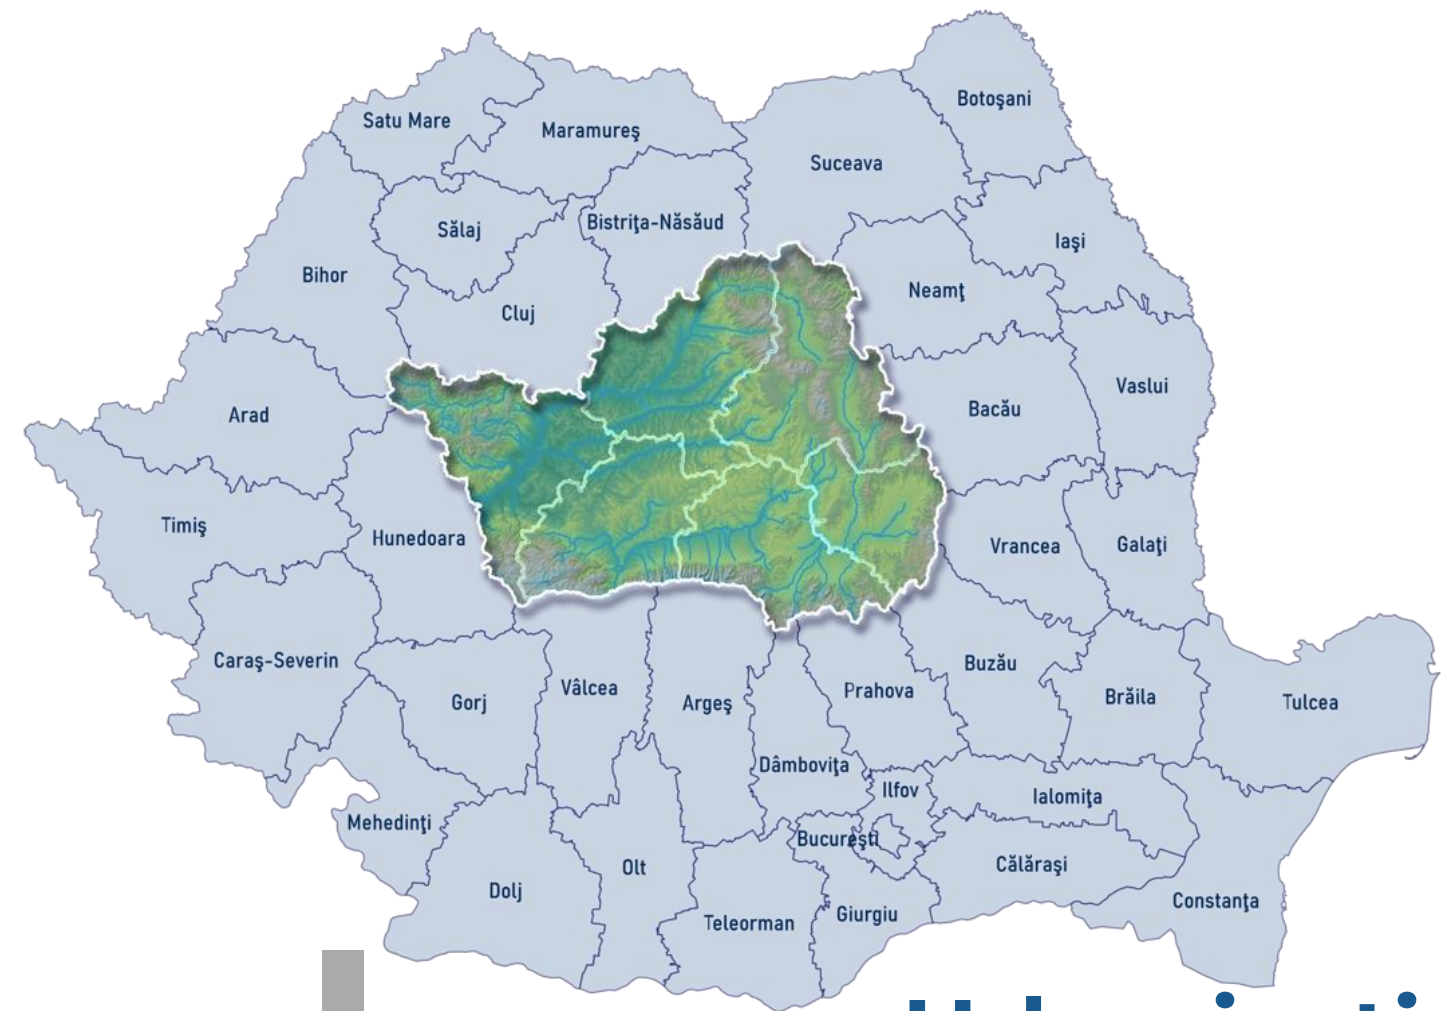 Botoşani
Satu Mare
Maramureş
Suceava
Bistriţa-Năsăud
Sălaj
Iaşi
Bihor
Neamţ
Cluj
Vaslui
Bacău
Arad
Timiş
Hunedoara
Vrancea
Galaţi
Caraş-Severin
Buzău
Vâlcea
Prahova
Brăila
Gorj
Argeş
Tulcea
Dâmboviţa
Ilfov
Ialomiţa
Mehedinţi
Bucureşti
Călăraşi
Olt
Dolj
Constanţa
Giurgiu
Teleorman